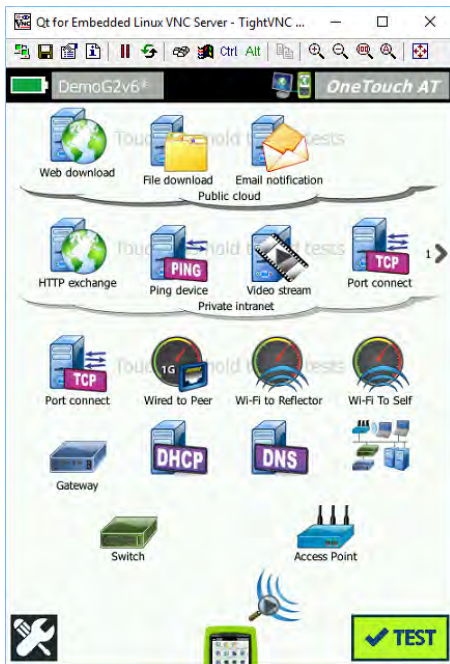 Qt for Embedded Linux VNC Server - TightVNC ...
Ctrl Alt
DemoG2v6*
OneTouch AT
Web download
File download
Email notification
Public cloud
HTTP exchange
PING
Ping device
Video stream
TCP
Port connect
1
Private intranet
TCP
Port connect
1G
Wired to Peer
Wi-Fi to Reflector
Wi-Fi To Self
Gateway
DHCP
DNS
Switch
Access Point
TEST